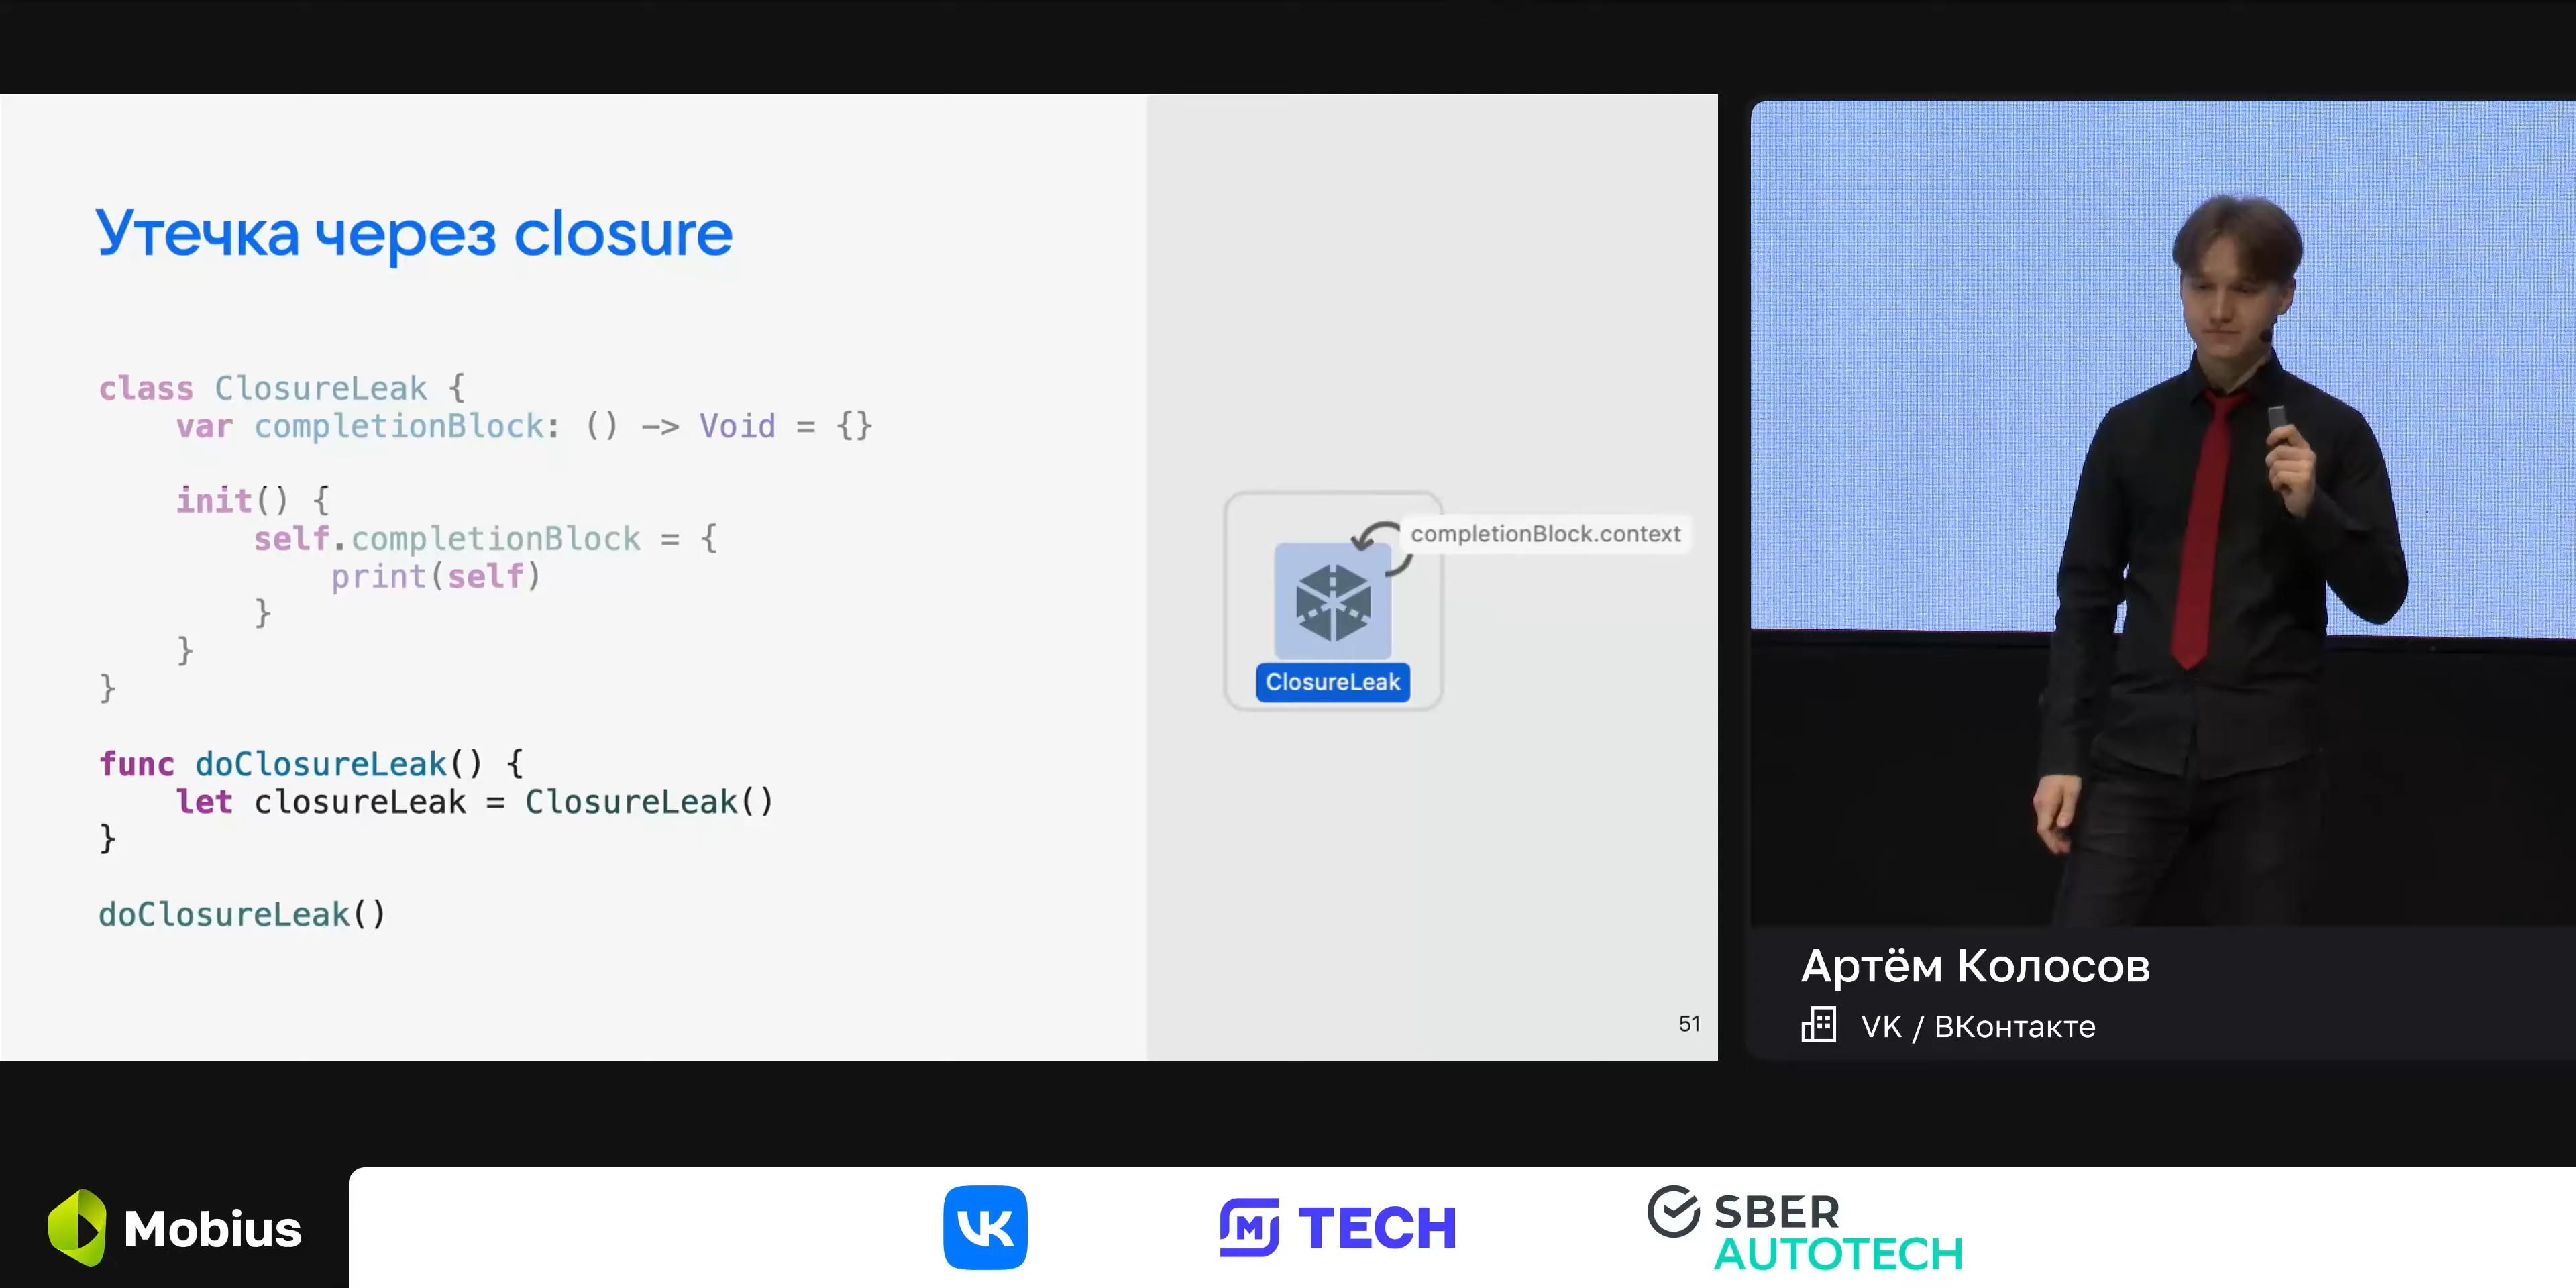 Утечка через closure
class ClosureLeak {
var completionBlock: () -> Void = {}
init() {
self.completionBlock = {
print(self)
}
}
}
func doClosureLeak() {
let closureLeak = ClosureLeak()
}
doClosureLeak()
completionBlock.context
ClosureLeak
51
Артём Колосов
VK / ВКонтакте
Mobius
VK
M TECH
SBER
AUTOTECH